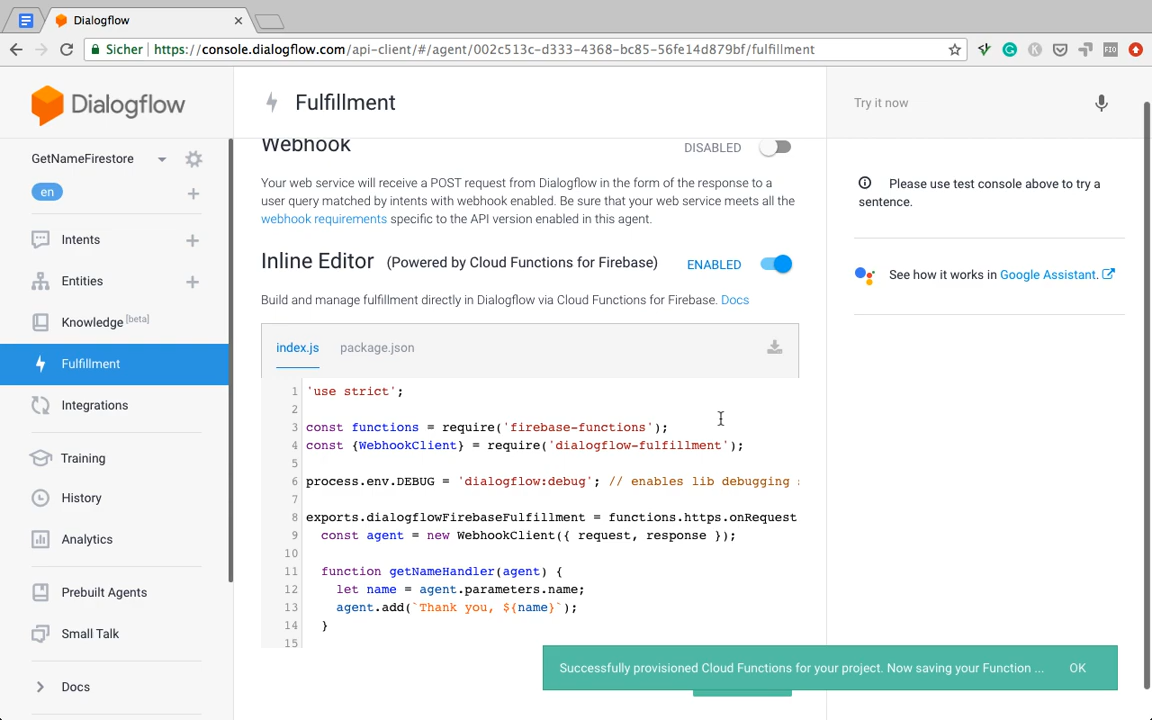 Dialogflow
Sicher https://console.dialogflow.com/api-client/#/agent/002c513c-d333-4368-bc85-56fe14d879bf/fulfillment
K
FIO
Dialogflow
GetNameFirestore
en
Intents
Entities
Knowledge [beta]
Fulfillment
Integrations
Training
History
Analytics
Prebuilt Agents
Small Talk
Docs
Fulfillment
Webhook
DISABLED
Your web service will receive a POST request from Dialogflow in the form of the response to a
user query matched by intents with webhook enabled. Be sure that your web service meets all the
webhook requirements specific to the API version enabled in this agent.
Inline Editor (Powered by Cloud Functions for Firebase) ENABLED
Build and manage fulfillment directly in Dialogflow via Cloud Functions for Firebase. Docs
index.js package.json
1 'use strict';
2
3 const functions = require('firebase-functions');
4 const {WebhookClient} = require('dialogflow-fulfillment');
5
6 process.env.DEBUG = 'dialogflow:debug'; // enables lib debugging
7
8 exports.dialogflowFirebaseFulfillment = functions.https.onRequest
9 const agent = new WebhookClient({ request, response });
10
11 function getNameHandler(agent) {
12 let name = agent.parameters.name;
13 agent.add(`Thank you, ${name}`);
14 }
15
Successfully provisioned Cloud Functions for your project. Now saving your Function ... OK
Try it now
Please use test console above to try a
sentence.
See how it works in Google Assistant.